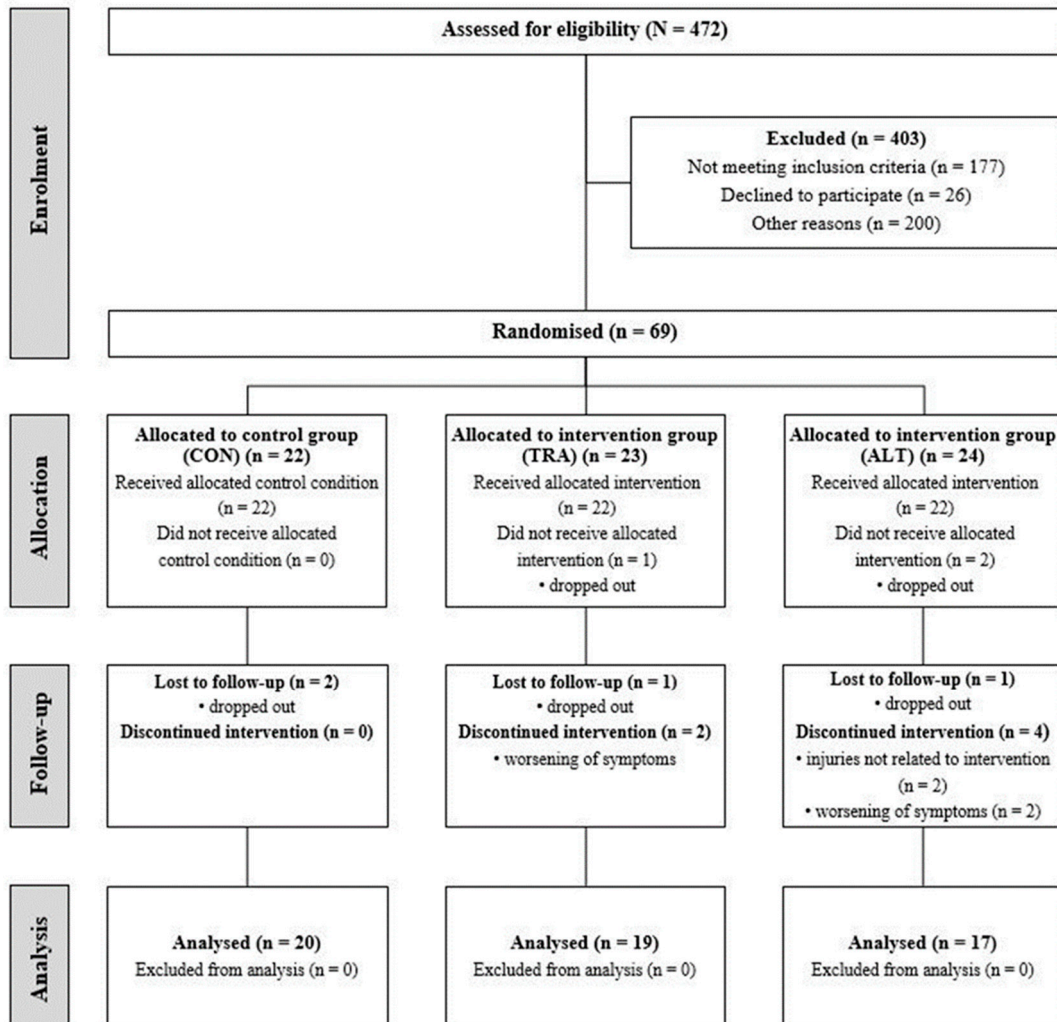 Enrolment
Assessed for eligibility (N = 472)
Excluded (n = 403)
Not meeting inclusion criteria (n = 177)
Declined to participate (n = 26)
Other reasons (n = 200)
Randomised (n = 69)
Allocation
Allocated to control group
(CON) (n = 22)
Received allocated control condition
(n = 22)
Did not receive allocated
control condition (n = 0)
Allocated to intervention group
(TRA) (n = 23)
Received allocated intervention
(n = 22)
Did not receive allocated
intervention (n = 1)
• dropped out
Allocated to intervention group
(ALT) (n = 24)
Received allocated intervention
(n = 22)
Did not receive allocated
intervention (n = 2)
• dropped out
Follow-up
Lost to follow-up (n = 2)
• dropped out
Discontinued intervention (n = 0)
Lost to follow-up (n = 1)
• dropped out
Discontinued intervention (n = 2)
• worsening of symptoms
Lost to follow-up (n = 1)
• dropped out
Discontinued intervention (n = 4)
• injuries not related to intervention
(n = 2)
• worsening of symptoms (n = 2)
Analysis
Analysed (n = 20)
Excluded from analysis (n = 0)
Analysed (n = 19)
Excluded from analysis (n = 0)
Analysed (n = 17)
Excluded from analysis (n = 0)